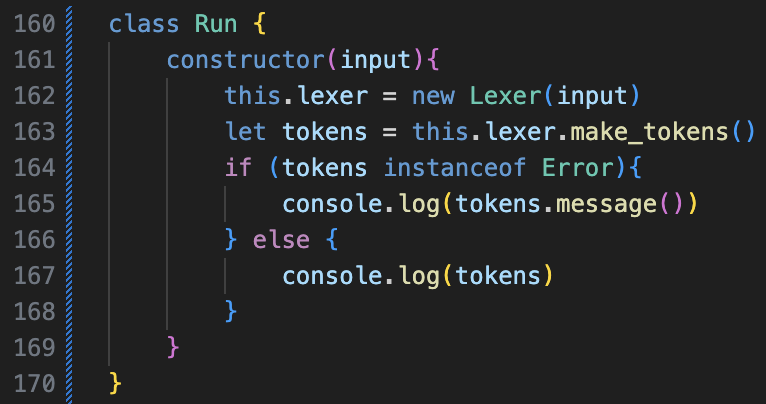 160 class Run {
161     constructor(input){
162         this.lexer = new Lexer(input)
163         let tokens = this.lexer.make_tokens()
164         if (tokens instanceof Error){
165             console.log(tokens.message())
166         } else {
167             console.log(tokens)
168         }
169     }
170 }